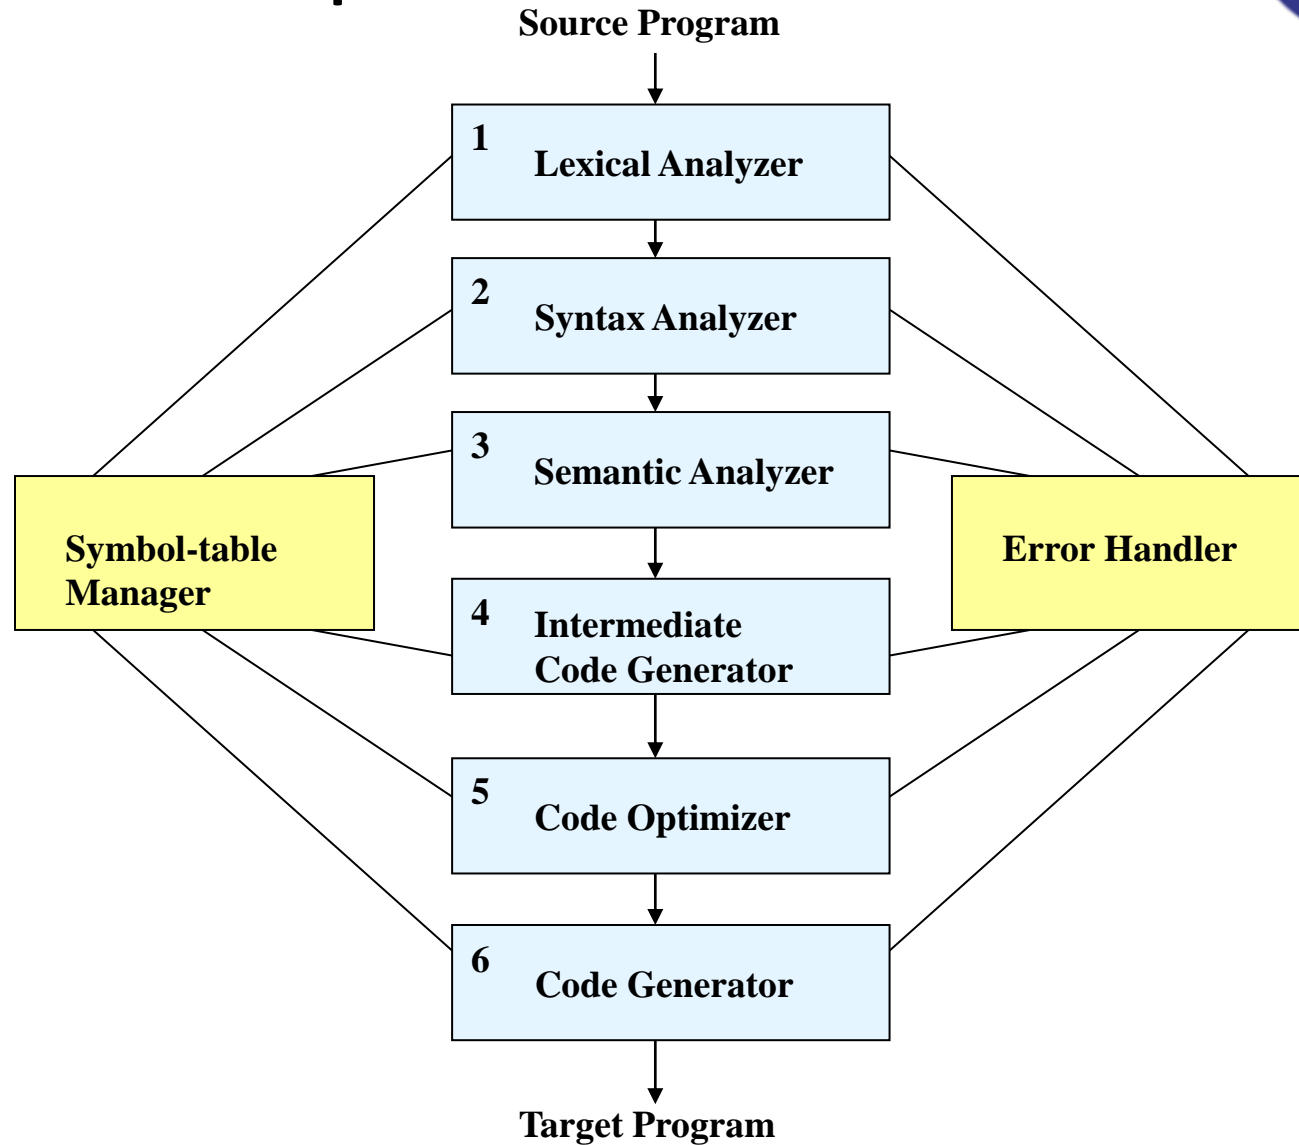 Source Program
1
Lexical Analyzer
2
Syntax Analyzer
3
Semantic Analyzer
Symbol-table
Manager
Error Handler
4
Intermediate
Code Generator
5
Code Optimizer
6
Code Generator
Target Program